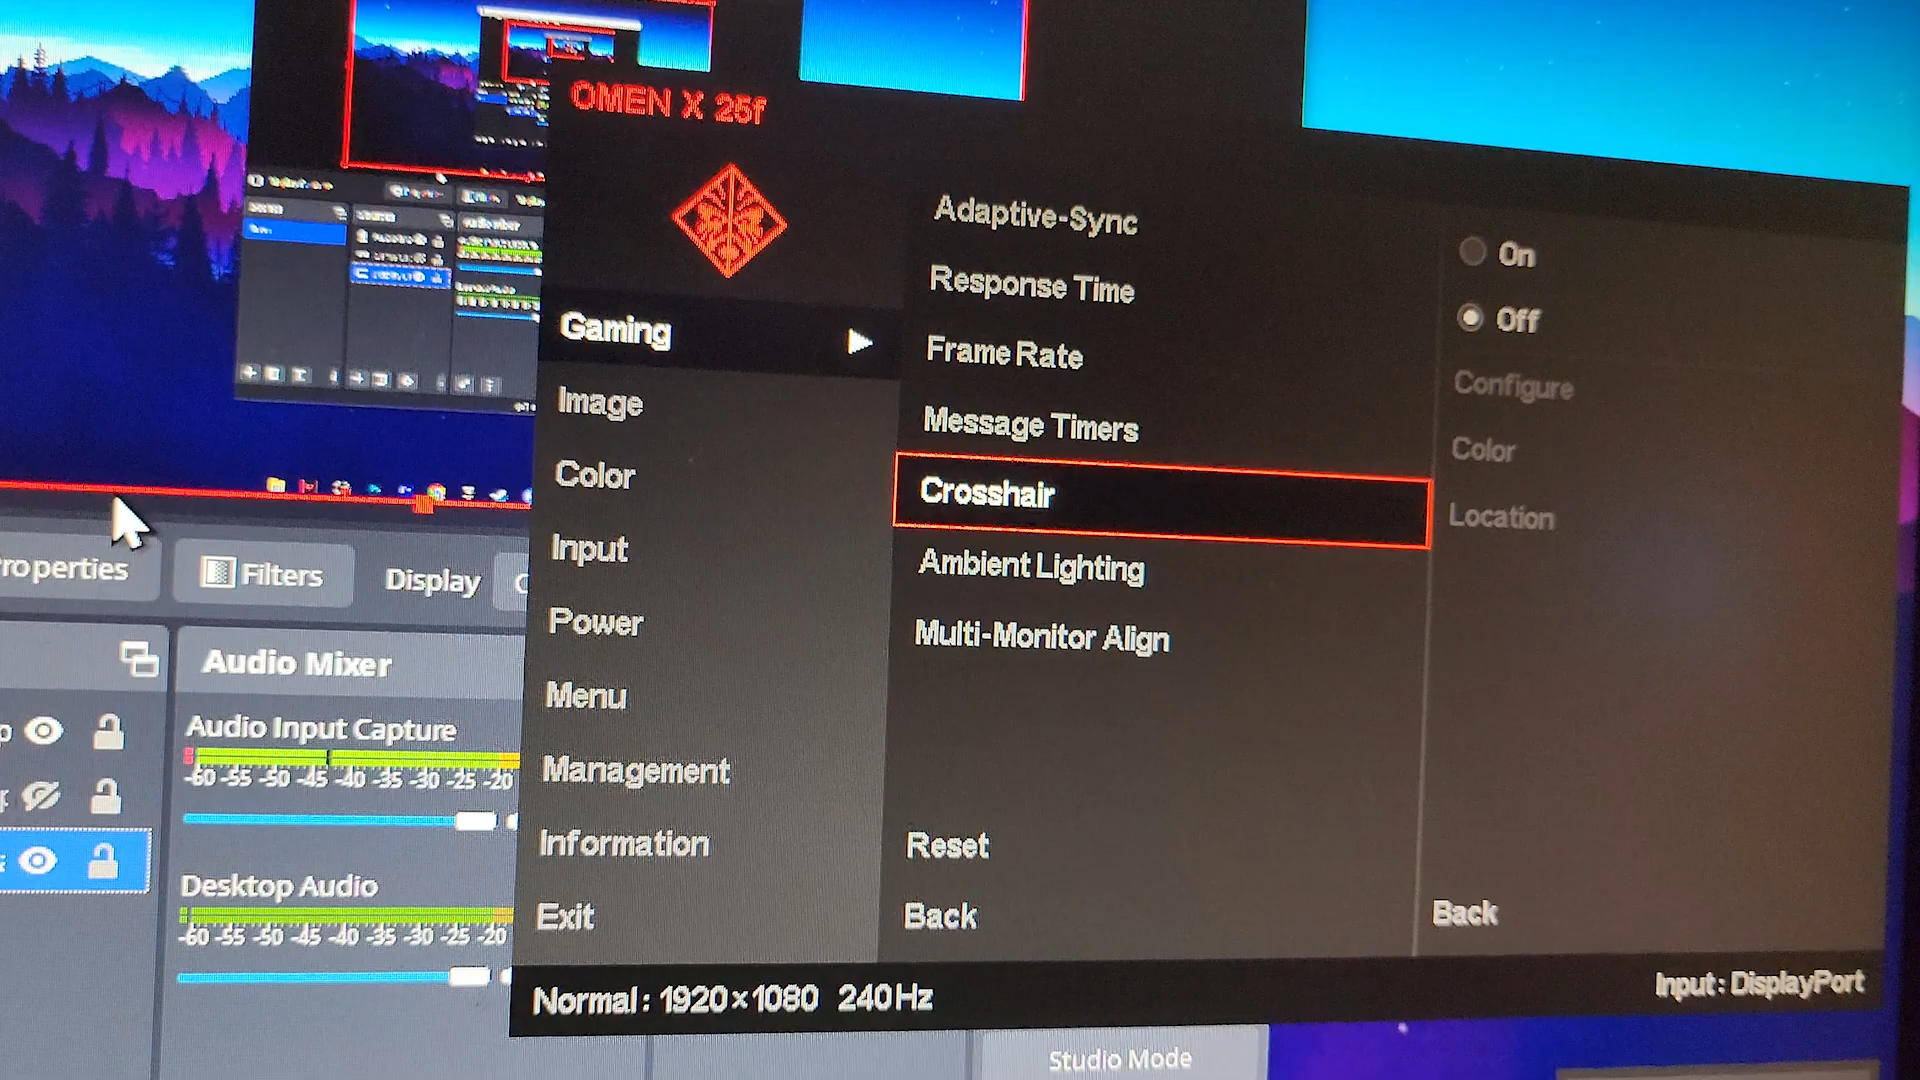 OMEN X 25f
Gaming
Image
Color
Input
Power
Menu
Management
Information
Exit
Adaptive-Sync
Response Time
Frame Rate
Message Timers
Crosshair
Ambient Lighting
Multi-Monitor Align
Reset
Back
On
Off
Configure
Color
Location
Back
Normal: 1920×1080 240Hz
Input: DisplayPort
roperties
Filters
Display
Audio Mixer
Audio Input Capture
-60 -55 -50 -45 -40 -35 -30 -25 -20
Desktop Audio
-60 -55 -50 -45 -40 -35 -30 -25 -20
Studio Mode